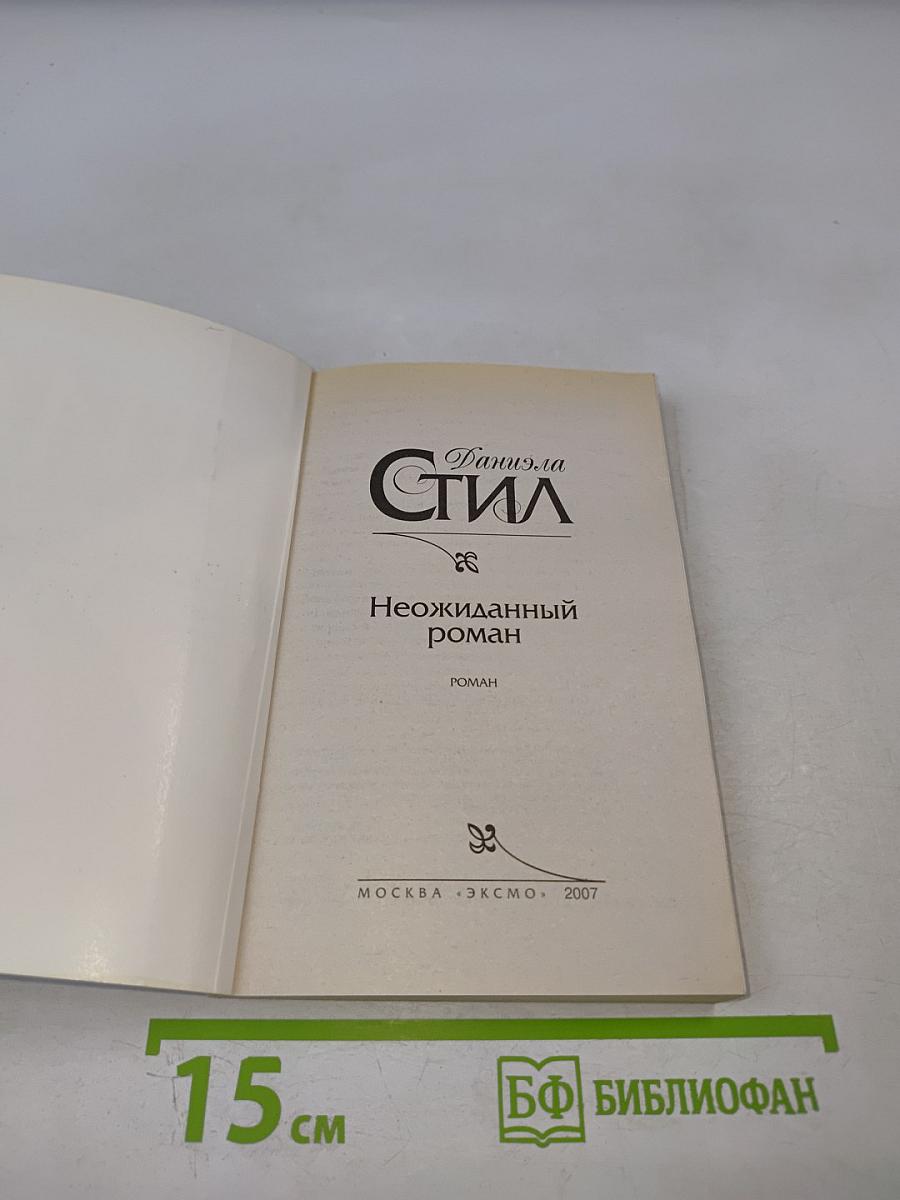 Даниэла
Стил
Неожиданный
роман
РОМАН
МОСКВА «ЭКСМО» 2007
15 см
БФ БИБЛИОФАН